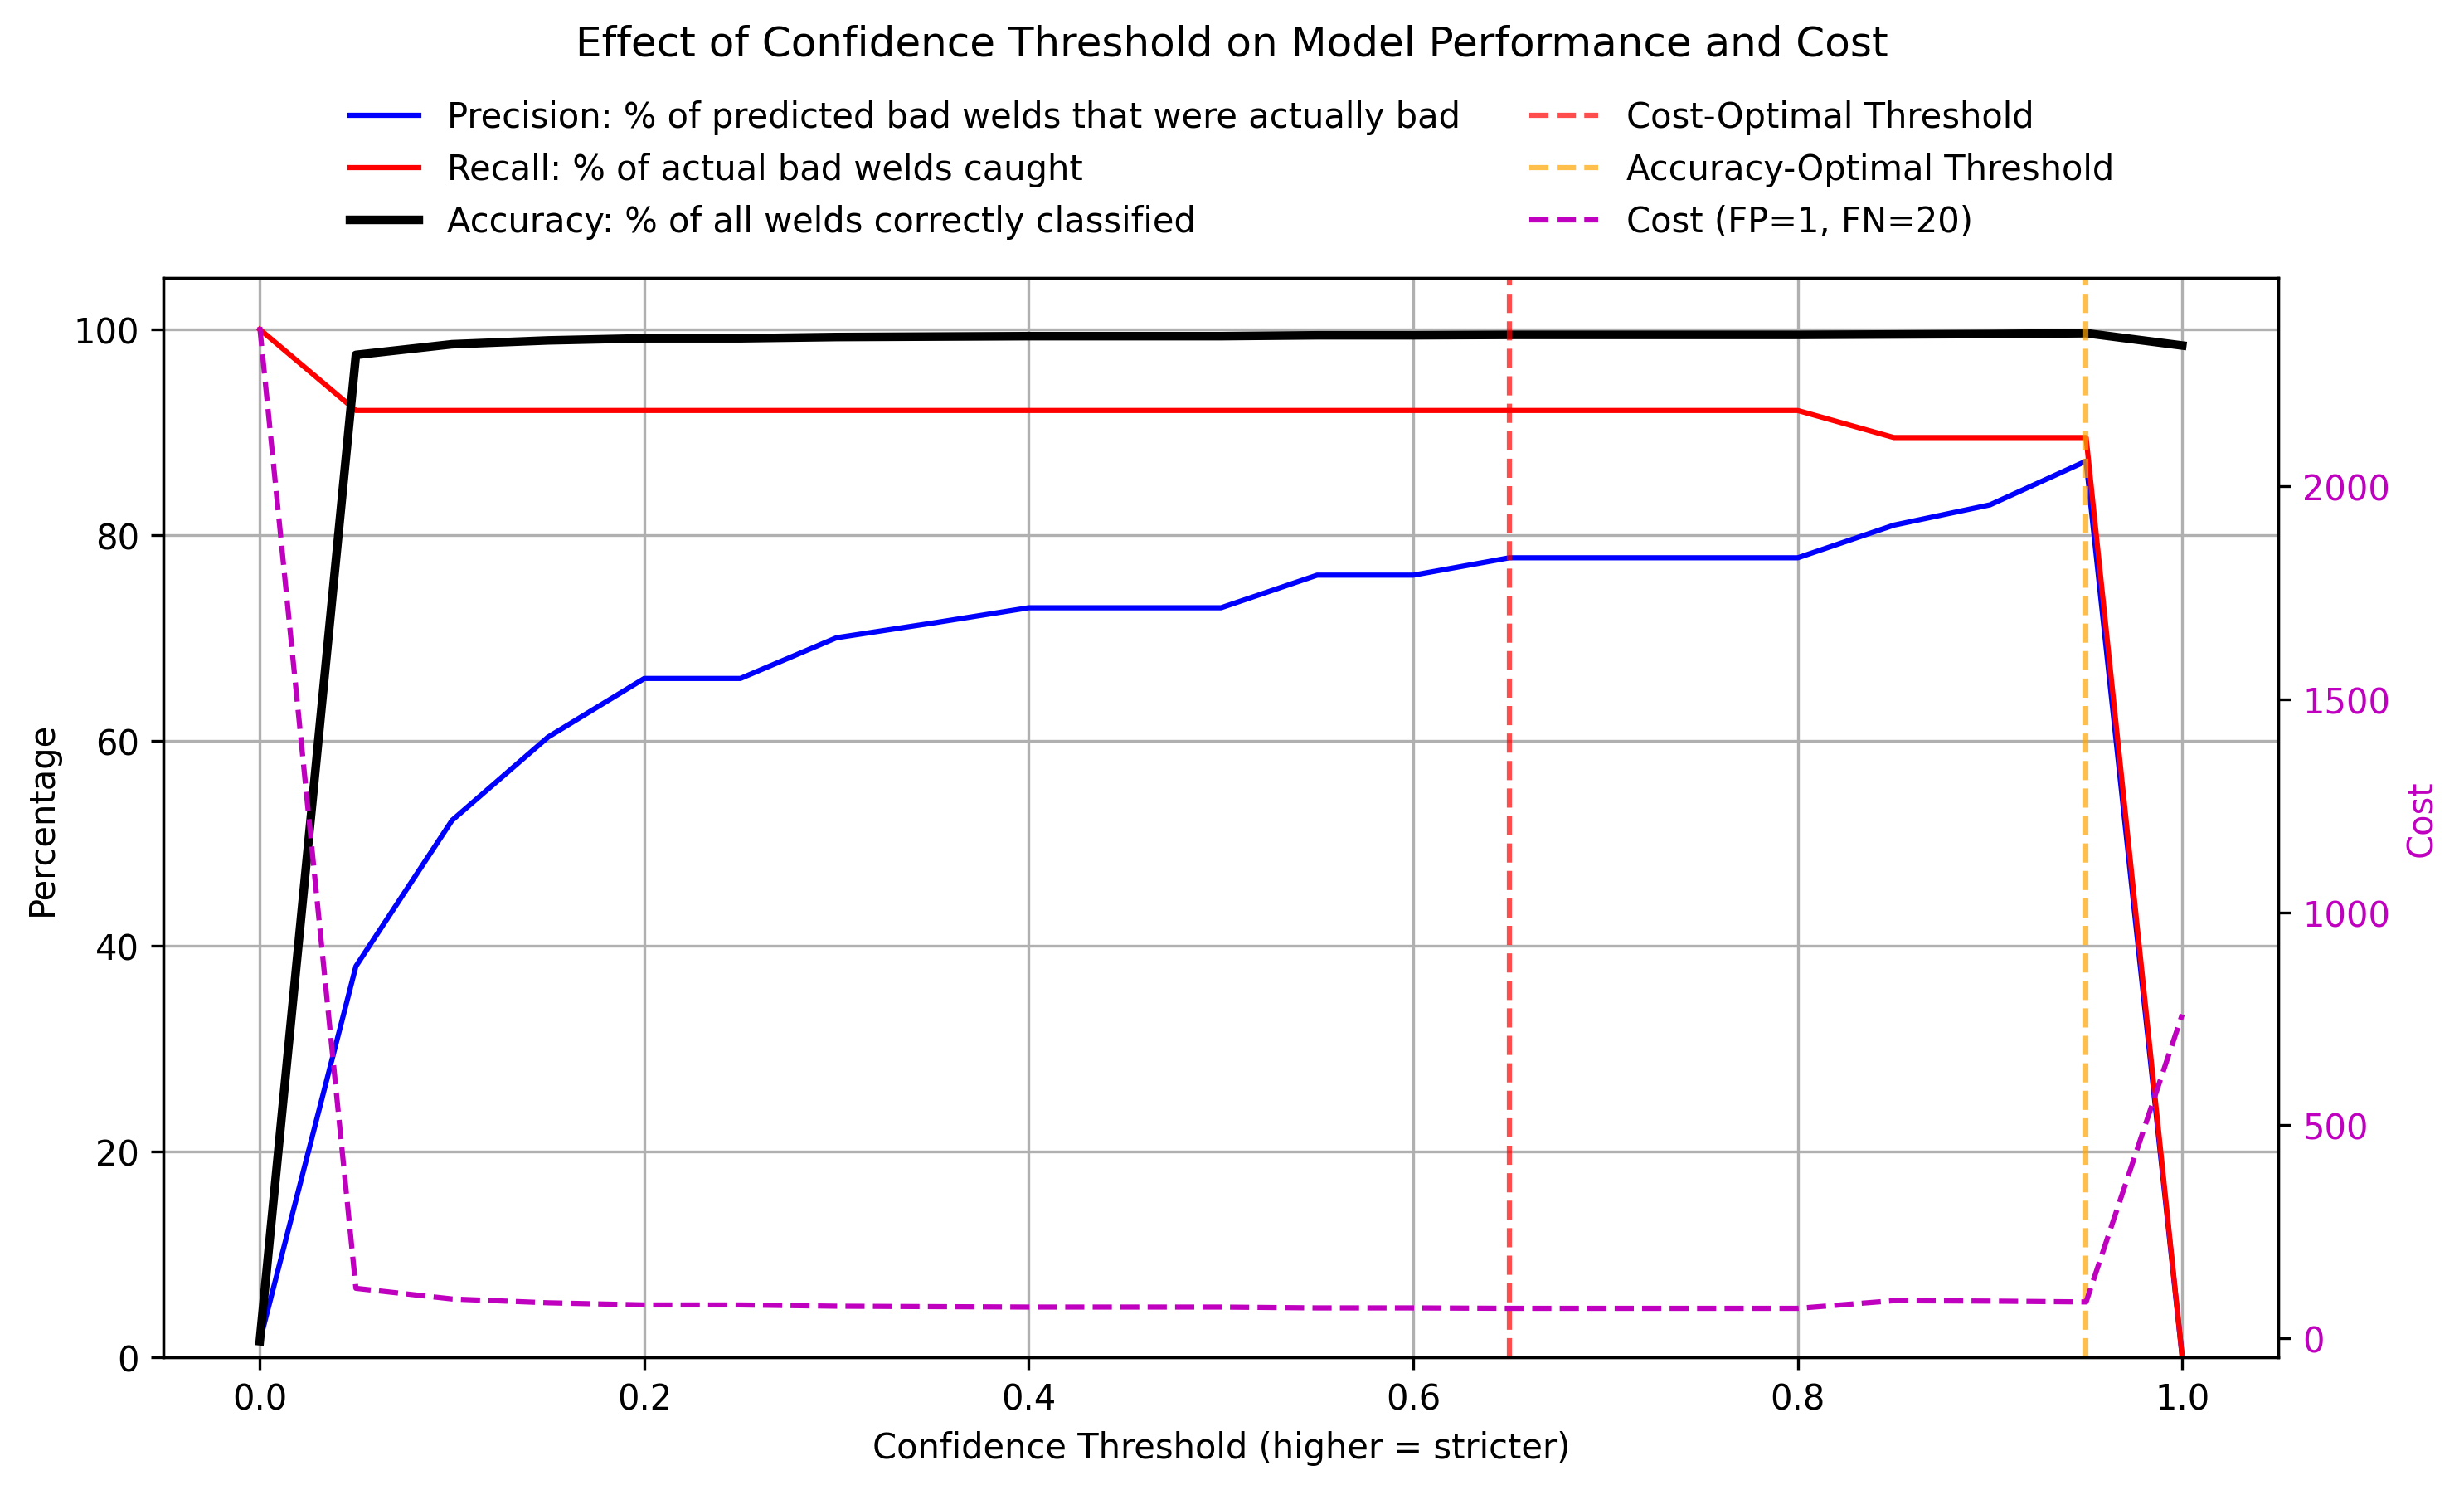 Effect of Confidence Threshold on Model Performance and Cost
Precision: % of predicted bad welds that were actually bad
Recall: % of actual bad welds caught
Accuracy: % of all welds correctly classified
Cost-Optimal Threshold
Accuracy-Optimal Threshold
Cost (FP=1, FN=20)
Percentage
100
80
60
40
20
0
0.0
0.2
0.4
0.6
0.8
1.0
Confidence Threshold (higher = stricter)
2000
1500
1000
500
0
Cost